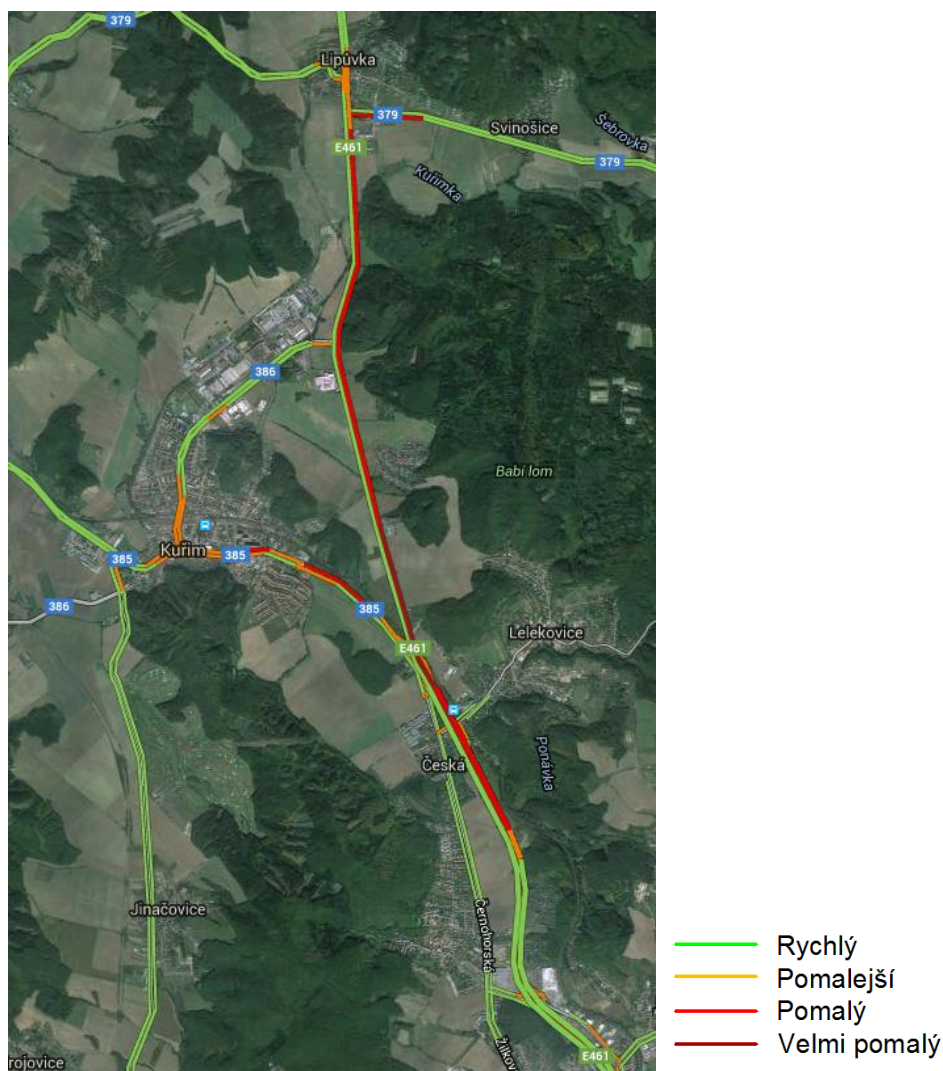 379
Lipůvka
379
Svinošice
Šebrovka
E461
379
Kuřimka
386
Babí lom
Kuřim
385
385
386
385
Lelekovice
E461
Česká
Ponávka
Jinačovice
Černohorská
Žilkov
E461
rojovice
Rychlý
Pomalejší
Pomalý
Velmi pomalý